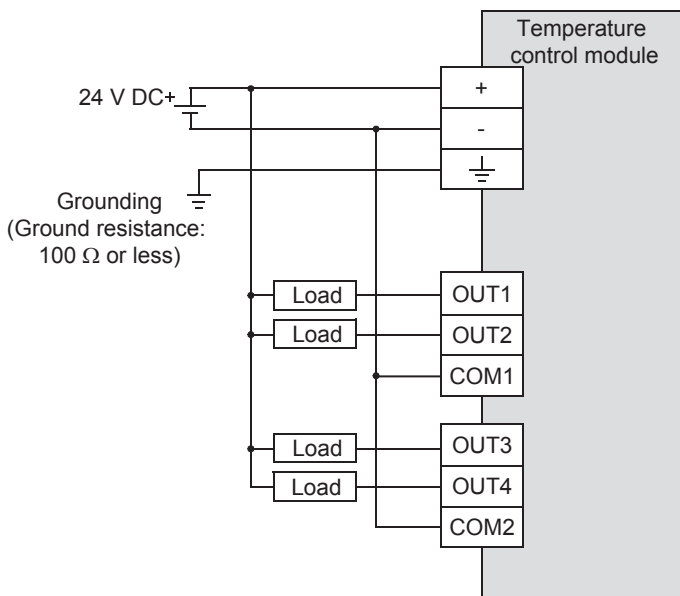 Temperature
control module
24 V DC+
+
-
Grounding
(Ground resistance:
100 Ω or less)
Load
OUT1
Load
OUT2
COM1
Load
OUT3
Load
OUT4
COM2